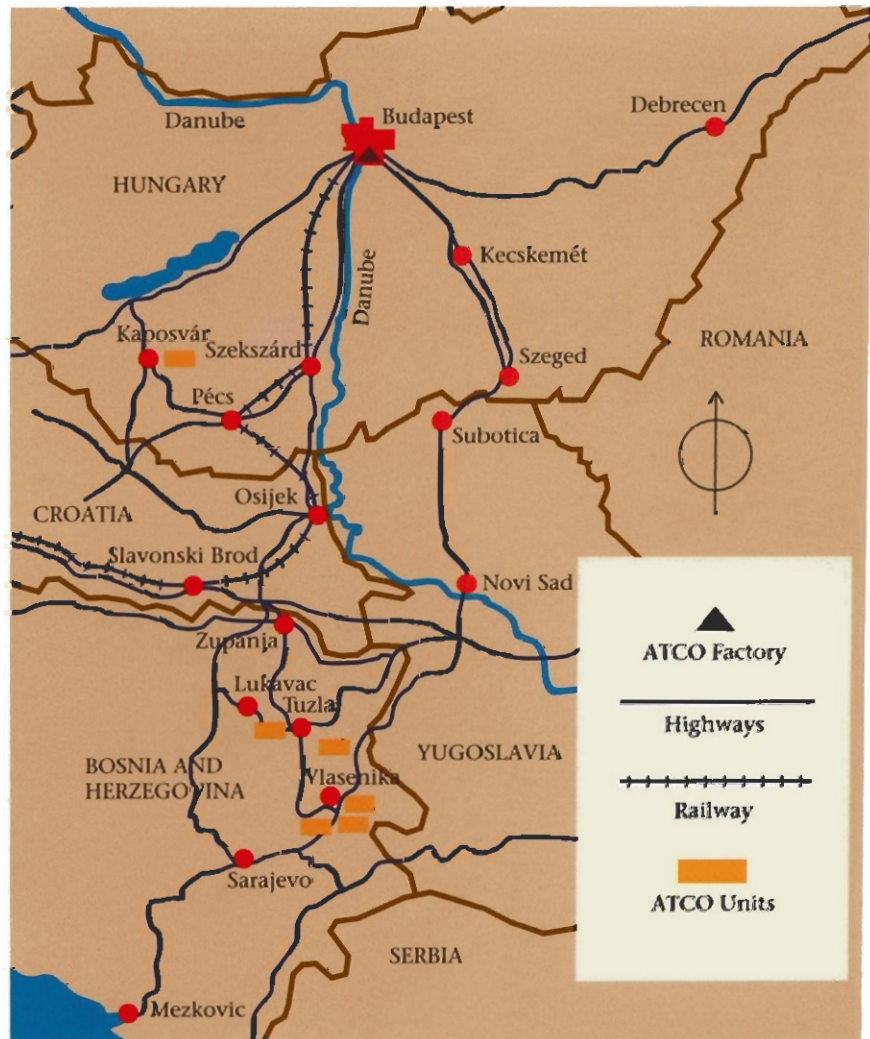 Danube
Budapest
Debrecen
HUNGARY
Kecskemét
Danube
Kaposvár
Szekszárd
ROMANIA
Szeged
Pécs
Subotica
Osijek
CROATIA
Slavonski Brod
Novi Sad
Zupanja
ATCO Factory
Lukavac
Tuzla
Highways
BOSNIA AND
HERZEGOVINA
YUGOSLAVIA
Vlasenika
Railway
Sarajevo
ATCO Units
SERBIA
Mezkovic